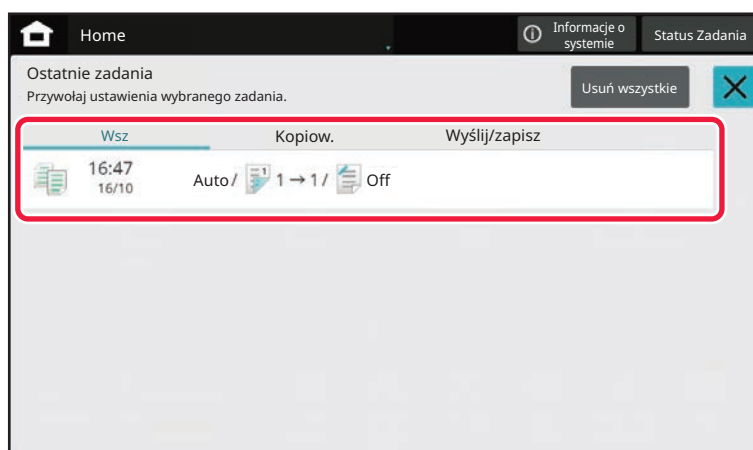 Home
Informacje o
systemie
Status Zadania
Ostatnie zadania
Przywołaj ustawienia wybranego zadania.
Usuń wszystkie
Wsz Kopiow. Wyślij/zapisz
16:47
16/10
Auto / 1 → 1 / Off